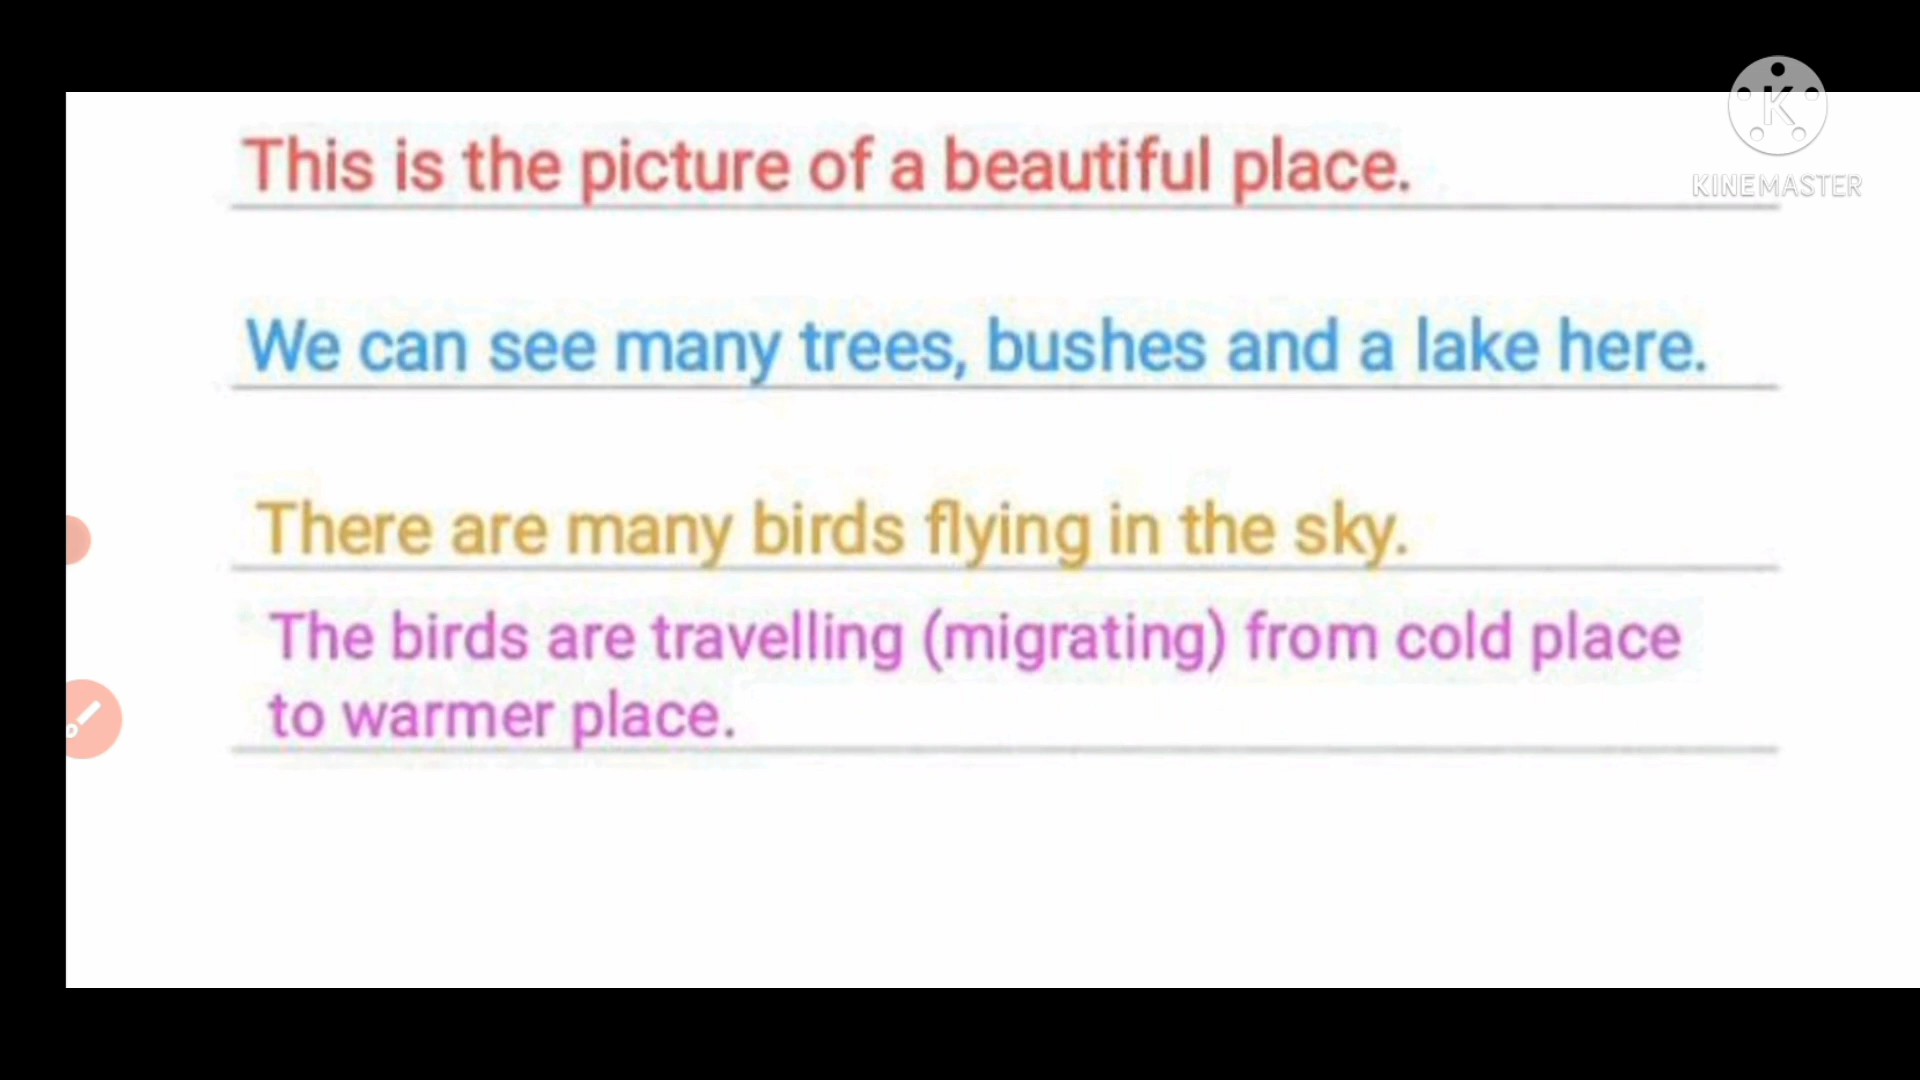 This is the picture of a beautiful place.
We can see many trees, bushes and a lake here.
There are many birds flying in the sky.
The birds are travelling (migrating) from cold place
to warmer place.
K
KINEMASTER